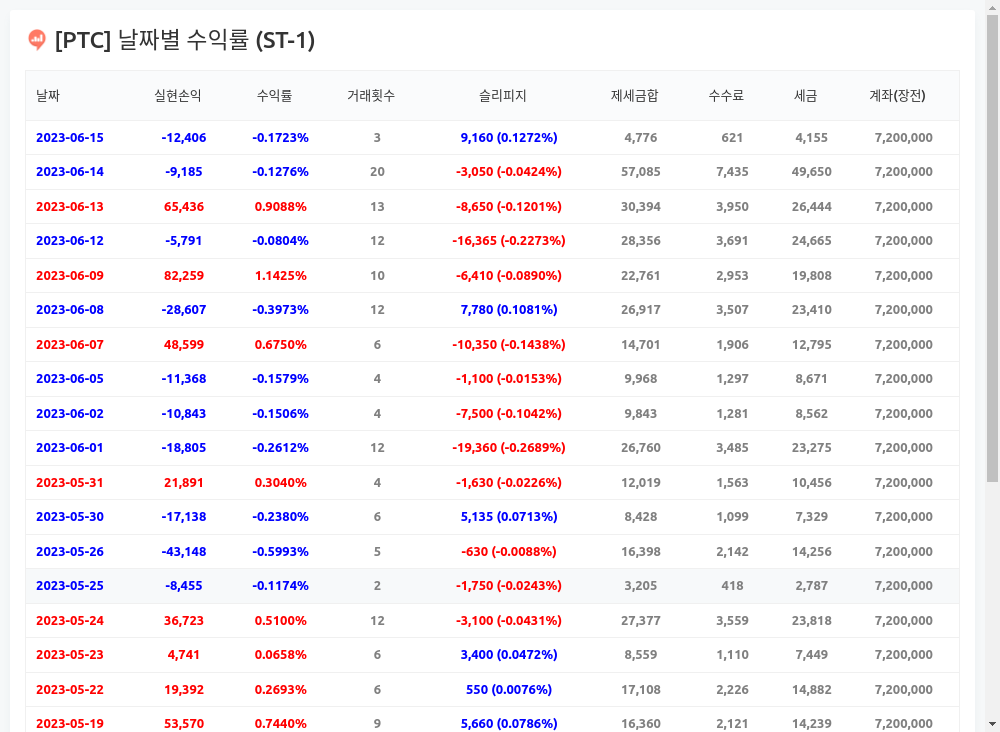 [PTC] 날짜별 수익률 (ST-1)
날짜 실현손익 수익률 거래횟수 슬리피지 제세금합 수수료 세금 계좌(장전)
2023-06-15 -12,406 -0.1723% 3 9,160 (0.1272%) 4,776 621 4,155 7,200,000
2023-06-14 -9,185 -0.1276% 20 -3,050 (-0.0424%) 57,085 7,435 49,650 7,200,000
2023-06-13 65,436 0.9088% 13 -8,650 (-0.1201%) 30,394 3,950 26,444 7,200,000
2023-06-12 -5,791 -0.0804% 12 -16,365 (-0.2273%) 28,356 3,691 24,665 7,200,000
2023-06-09 82,259 1.1425% 10 -6,410 (-0.0890%) 22,761 2,953 19,808 7,200,000
2023-06-08 -28,607 -0.3973% 12 7,780 (0.1081%) 26,917 3,507 23,410 7,200,000
2023-06-07 48,599 0.6750% 6 -10,350 (-0.1438%) 14,701 1,906 12,795 7,200,000
2023-06-05 -11,368 -0.1579% 4 -1,100 (-0.0153%) 9,968 1,297 8,671 7,200,000
2023-06-02 -10,843 -0.1506% 4 -7,500 (-0.1042%) 9,843 1,281 8,562 7,200,000
2023-06-01 -18,805 -0.2612% 12 -19,360 (-0.2689%) 26,760 3,485 23,275 7,200,000
2023-05-31 21,891 0.3040% 4 -1,630 (-0.0226%) 12,019 1,563 10,456 7,200,000
2023-05-30 -17,138 -0.2380% 6 5,135 (0.0713%) 8,428 1,099 7,329 7,200,000
2023-05-26 -43,148 -0.5993% 5 -630 (-0.0088%) 16,398 2,142 14,256 7,200,000
2023-05-25 -8,455 -0.1174% 2 -1,750 (-0.0243%) 3,205 418 2,787 7,200,000
2023-05-24 36,723 0.5100% 12 -3,100 (-0.0431%) 27,377 3,559 23,818 7,200,000
2023-05-23 4,741 0.0658% 6 3,400 (0.0472%) 8,559 1,110 7,449 7,200,000
2023-05-22 19,392 0.2693% 6 550 (0.0076%) 17,108 2,226 14,882 7,200,000
2023-05-19 53,570 0.7440% 9 5,660 (0.0786%) 16,360 2,121 14,239 7,200,000